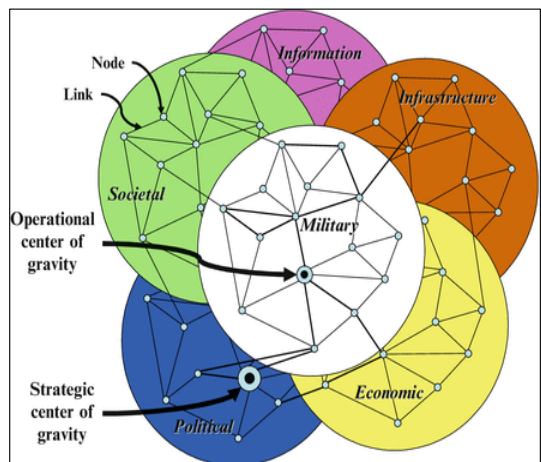 Information
Node
Link
Infrastructure
Societal
Operational
center of
gravity
Military
Strategic
center of
gravity
Economic
Political